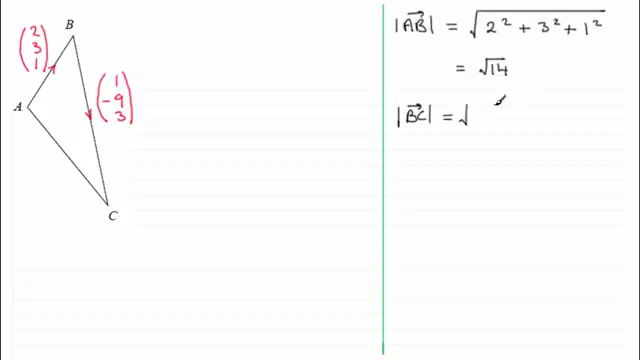 B
2
3
1
A
1
-9
3
C
|AB| = √2² + 3² + 1²
= √14
|BC| = √